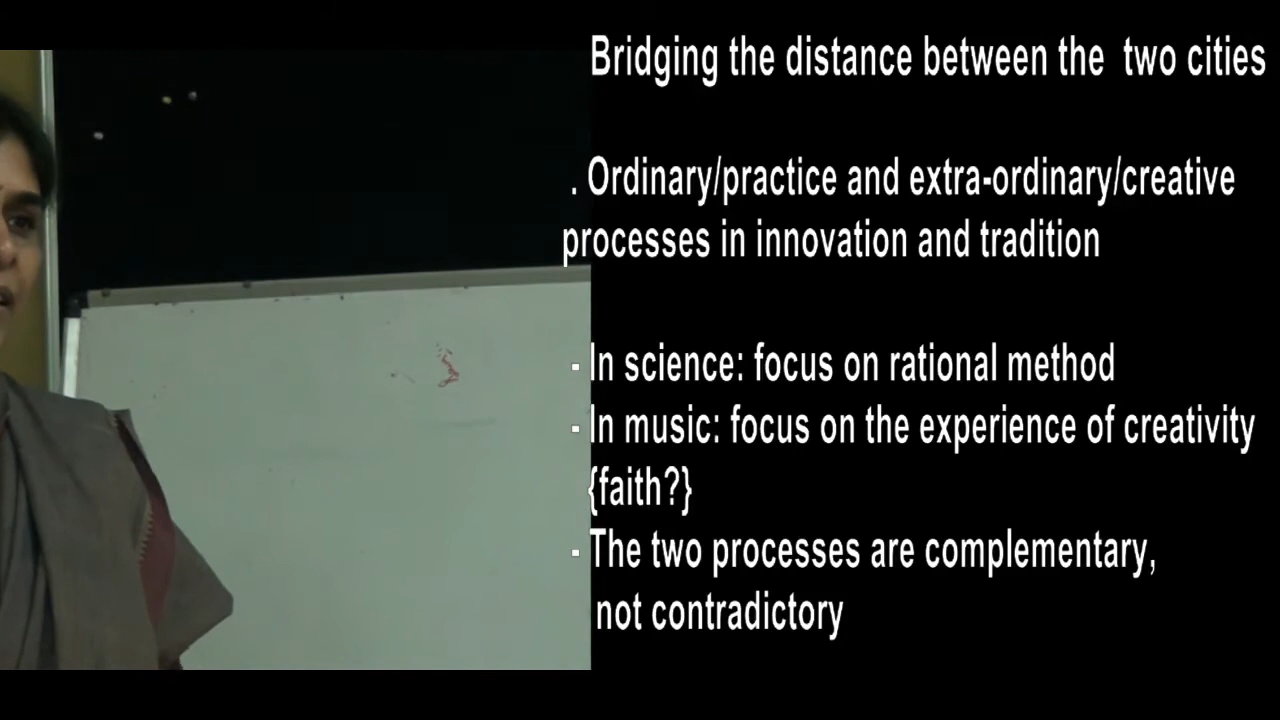 Bridging the distance between the two cities
. Ordinary/practice and extra-ordinary/creative
processes in innovation and tradition
- In science: focus on rational method
- In music: focus on the experience of creativity
{faith?}
- The two processes are complementary,
not contradictory